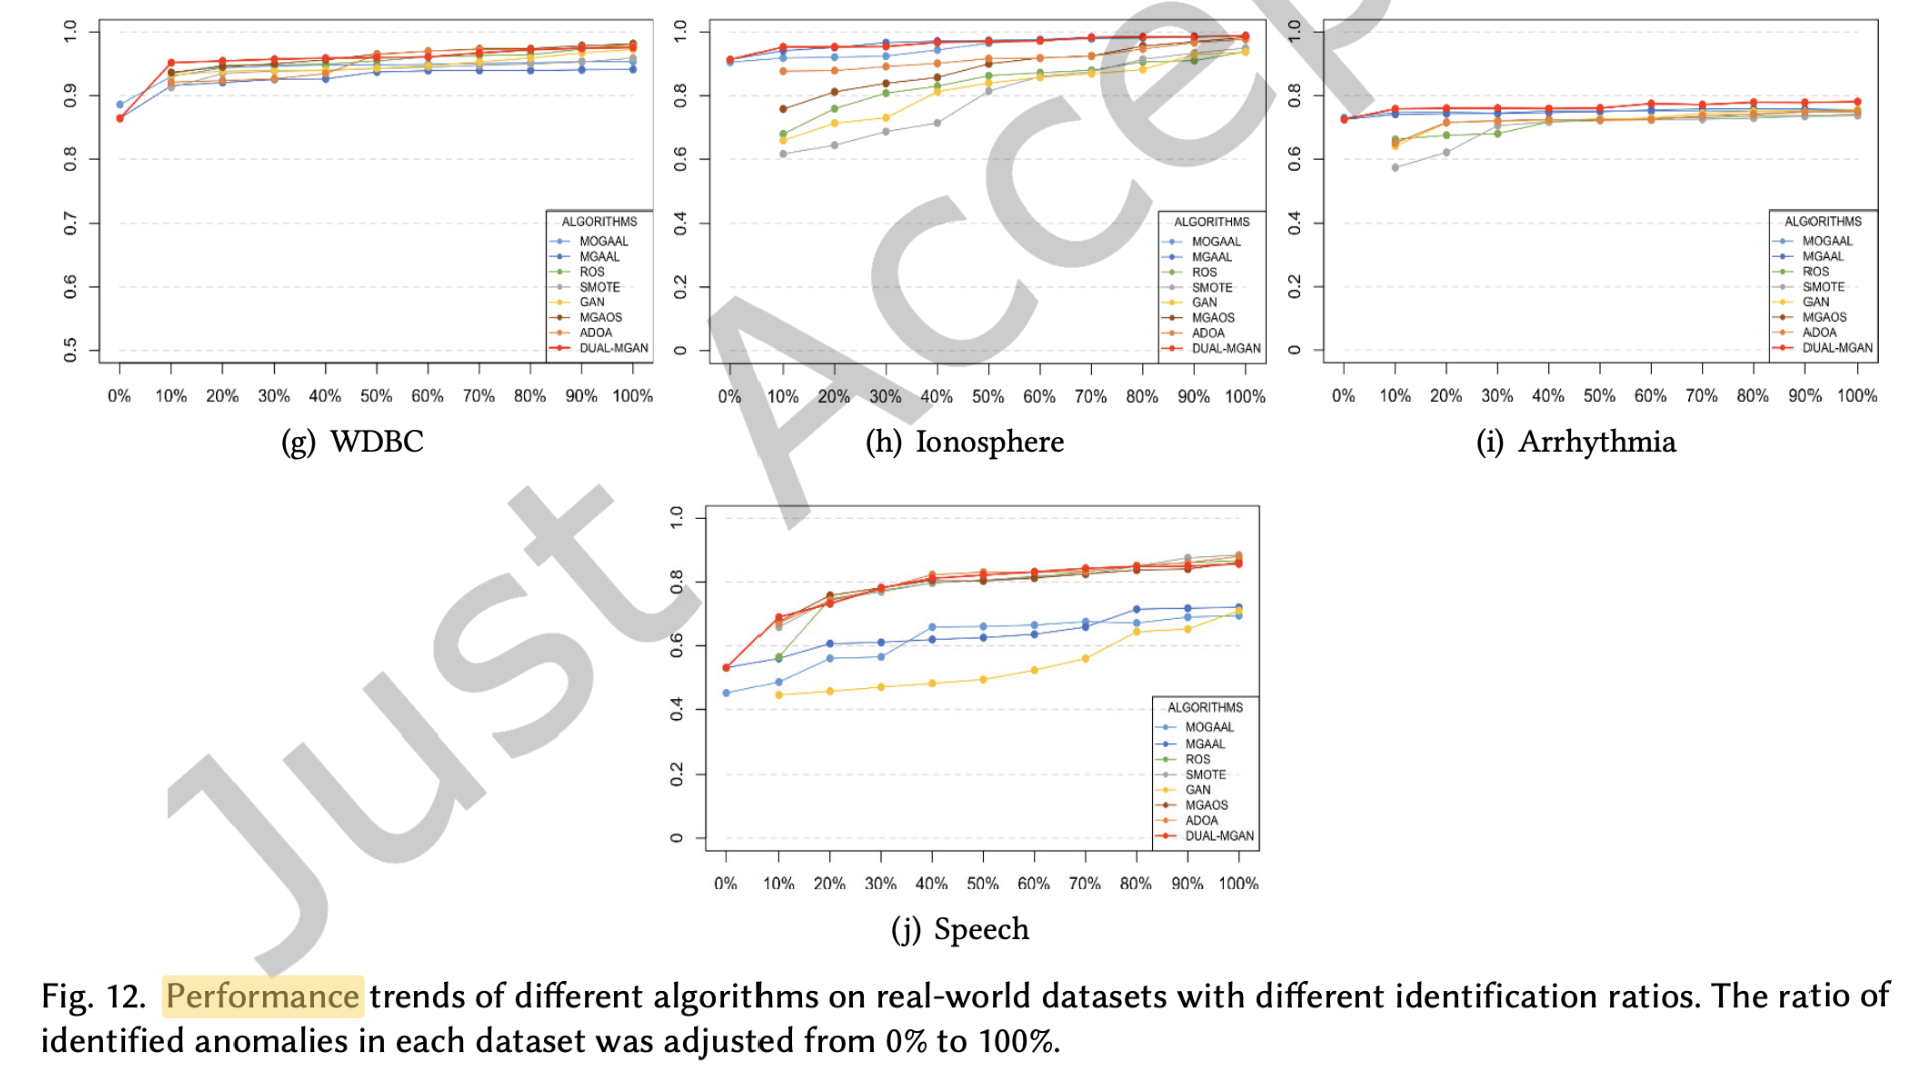 1.0
0.9
0.8
0.7
0.6
0.5
ALGORITHMS
MOGAAL
MGAAL
ROS
SMOTE
GAN
MGAOS
ADOA
DUAL-MGAN
0% 10% 20% 30% 40% 50% 60% 70% 80% 90% 100%
(g) WDBC
1.0
0.8
0.6
0.4
0.2
0
ALGORITHMS
MOGAAL
MGAAL
ROS
SMOTE
GAN
MGAOS
ADOA
DUAL-MGAN
0% 10% 20% 30% 40% 50% 60% 70% 80% 90% 100%
(h) Ionosphere
1.0
0.8
0.6
0.4
0.2
0
ALGORITHMS
MOGAAL
MGAAL
ROS
SMOTE
GAN
MGAOS
ADOA
DUAL-MGAN
0% 10% 20% 30% 40% 50% 60% 70% 80% 90% 100%
(i) Arrhythmia
1.0
0.8
0.6
0.4
0.2
0
ALGORITHMS
MOGAAL
MGAAL
ROS
SMOTE
GAN
MGAOS
ADOA
DUAL-MGAN
0% 10% 20% 30% 40% 50% 60% 70% 80% 90% 100%
(j) Speech
Just Accep
Fig. 12. Performance trends of different algorithms on real-world datasets with different identification ratios. The ratio of
identified anomalies in each dataset was adjusted from 0% to 100%.